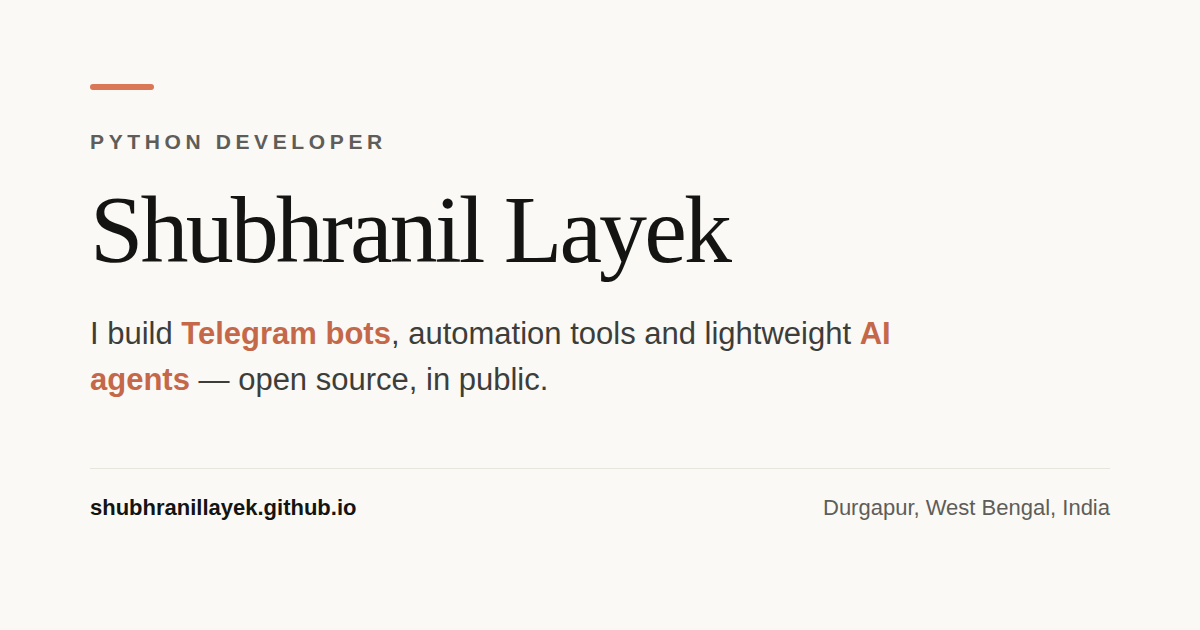 PYTHON DEVELOPER
Shubhranil Layek
I build Telegram bots, automation tools and lightweight AI
agents — open source, in public.
shubhranillayek.github.io
Durgapur, West Bengal, India